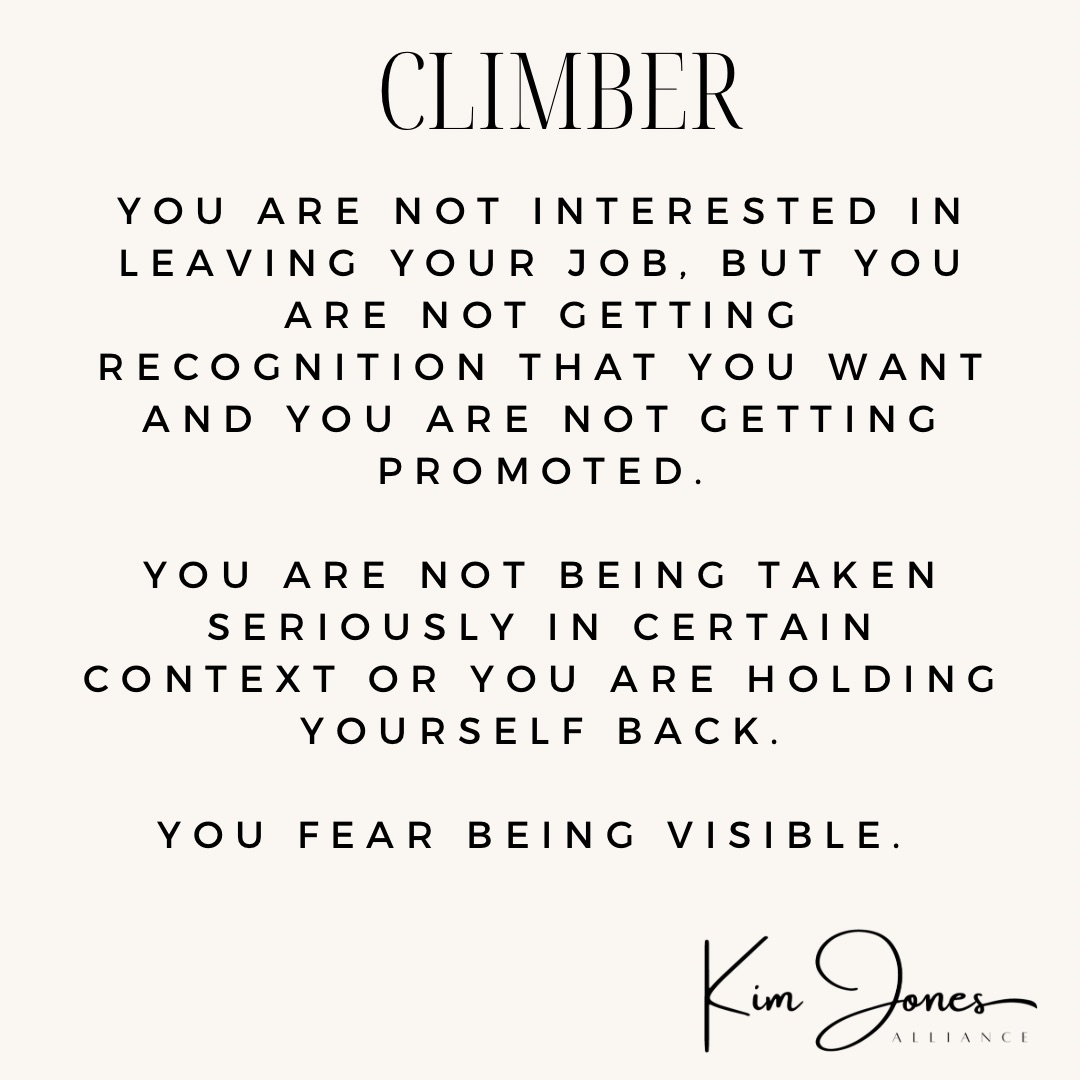 CLIMBER
YOU ARE NOT INTERESTED IN
LEAVING YOUR JOB, BUT YOU
ARE NOT GETTING
RECOGNITION THAT YOU WANT
AND YOU ARE NOT GETTING
PROMOTED.
YOU ARE NOT BEING TAKEN
SERIOUSLY IN CERTAIN
CONTEXT OR YOU ARE HOLDING
YOURSELF BACK.
YOU FEAR BEING VISIBLE.
Kim Jones
ALLIANCE